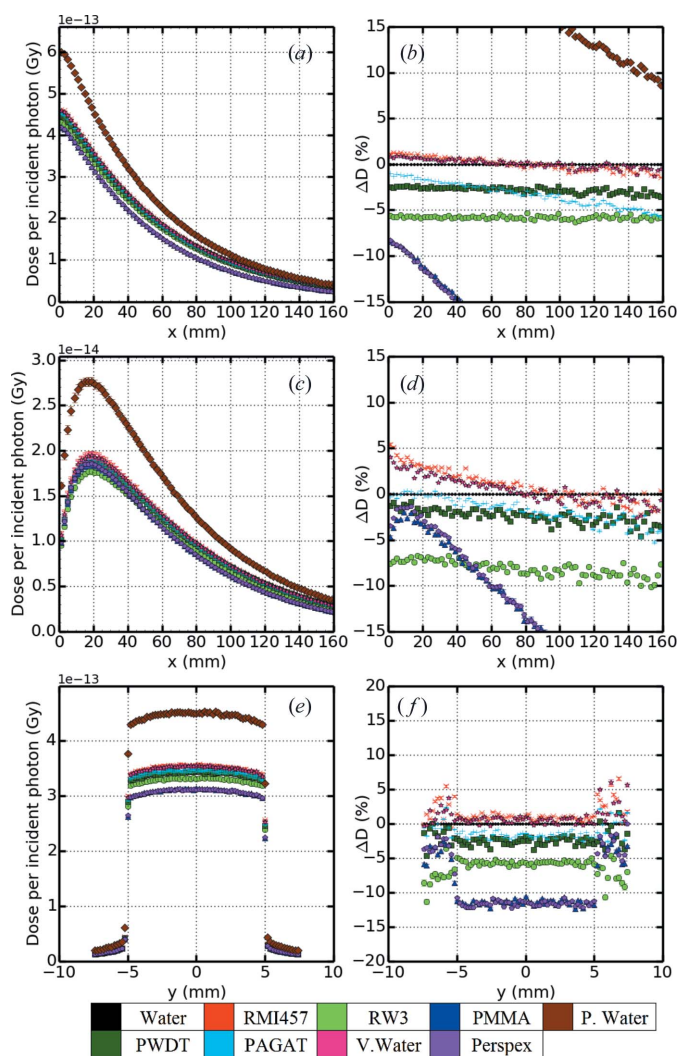 1e−13
6
5
4
3
2
1
0
0 20 40 60 80 100 120 140 160
Dose per incident photon (Gy)
x (mm)
(a)
15
10
5
0
−5
−10
−15
0 20 40 60 80 100 120 140 160
ΔD (%)
x (mm)
(b)
1e−14
3.0
2.5
2.0
1.5
1.0
0.5
0.0
0 20 40 60 80 100 120 140 160
Dose per incident photon (Gy)
x (mm)
(c)
15
10
5
0
−5
−10
−15
0 20 40 60 80 100 120 140 160
ΔD (%)
x (mm)
(d)
1e−13
4
3
2
1
0
−10 −5 0 5 10
Dose per incident photon (Gy)
y (mm)
(e)
20
15
10
5
0
−5
−10
−15
−20
−10 −5 0 5 10
ΔD (%)
y (mm)
(f)
Water RMI457 RW3 PMMA P. Water
PWDT PAGAT V.Water Perspex